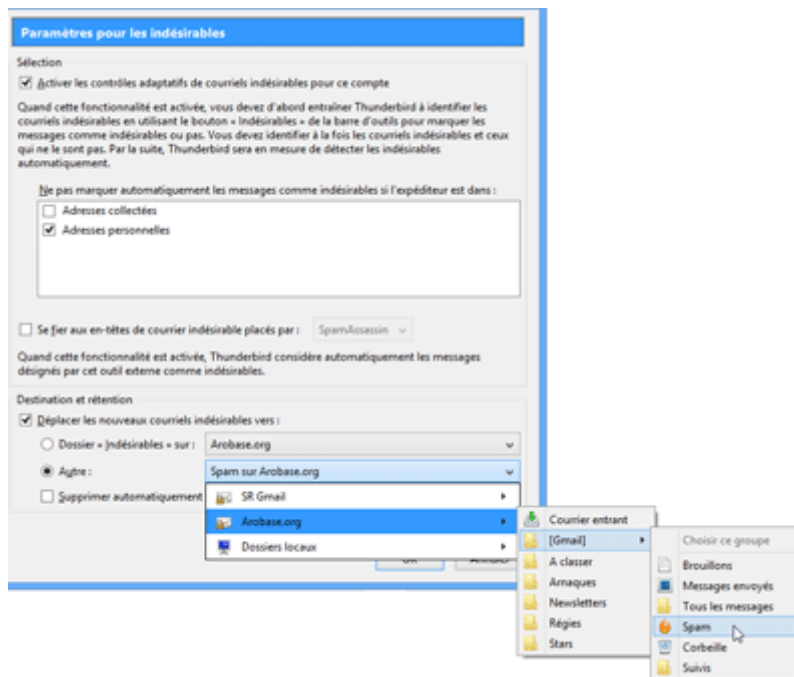 Paramètres pour les indésirables
Sélection
Activer les contrôles adaptatifs de courriels indésirables pour ce compte
Quand cette fonctionnalité est activée, vous devez d'abord entraîner Thunderbird à identifier les
courriels indésirables en utilisant le bouton « Indésirables » de la barre d'outils pour marquer les
messages comme indésirables ou pas. Vous devez identifier à la fois les courriels indésirables et ceux
qui ne le sont pas. Par la suite, Thunderbird sera en mesure de détecter les indésirables
automatiquement.
Ne pas marquer automatiquement les messages comme indésirables si l'expéditeur est dans :
Adresses collectées
Adresses personnelles
Se fier aux en-têtes de courrier indésirable placés par : SpamAssassin
Quand cette fonctionnalité est activée, Thunderbird considère automatiquement les messages
désignés par cet outil externe comme indésirables.
Destination et rétention
Déplacer les nouveaux courriels indésirables vers :
Dossier « Indésirables » sur : Arobase.org
Autre : Spam sur Arobase.org
Supprimer automatiquement
SR Gmail
Arobase.org
Dossiers locaux
Courrier entrant
[Gmail]
A classer
Arnaques
Newsletters
Régies
Stars
Choisir ce groupe
Brouillons
Messages envoyés
Tous les messages
Spam
Corbeille
Suivis